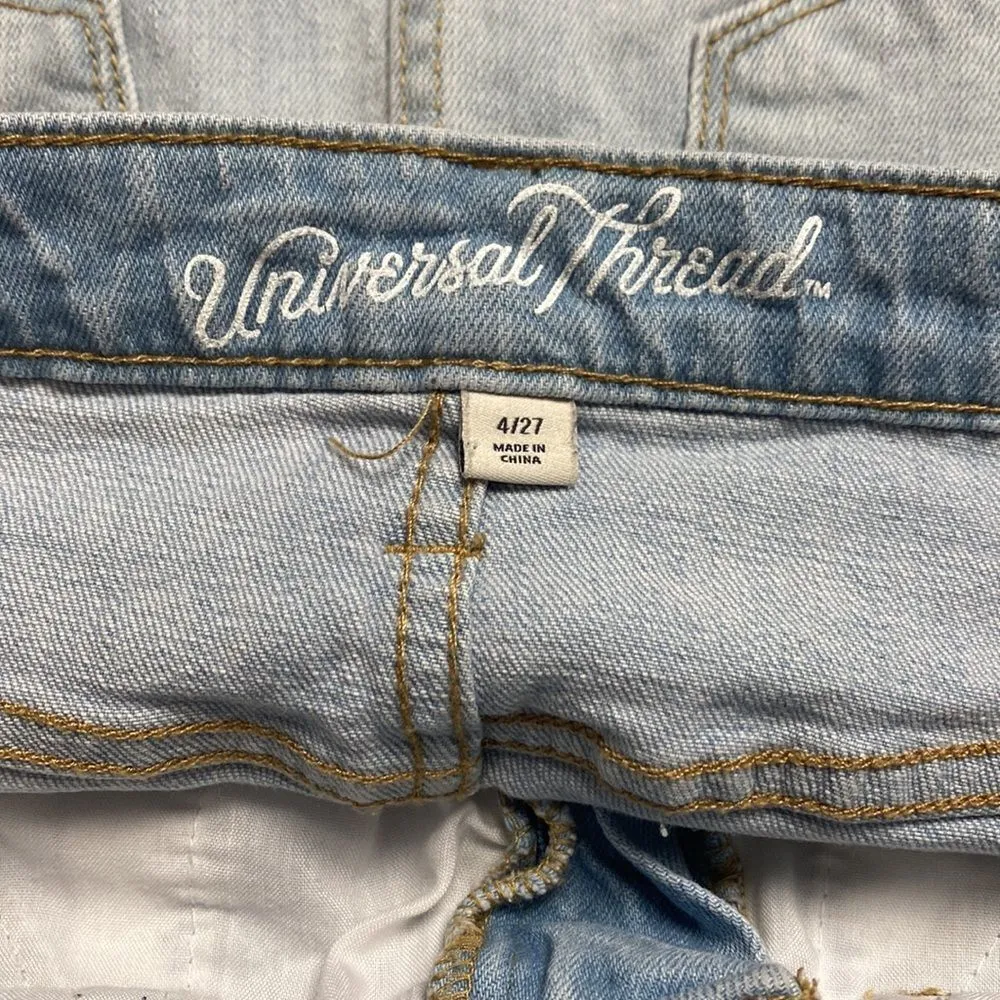 Universal Thread™
4/27
MADE IN
CHINA